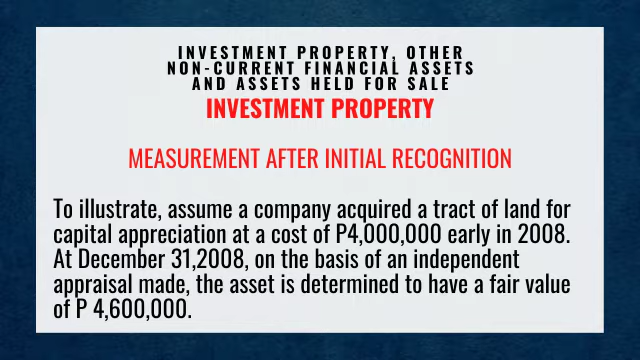 INVESTMENT PROPERTY, OTHER
NON-CURRENT FINANCIAL ASSETS
AND ASSETS HELD FOR SALE
INVESTMENT PROPERTY
MEASUREMENT AFTER INITIAL RECOGNITION
To illustrate, assume a company acquired a tract of land for
capital appreciation at a cost of P4,000,000 early in 2008.
At December 31,2008, on the basis of an independent
appraisal made, the asset is determined to have a fair value
of P 4,600,000.